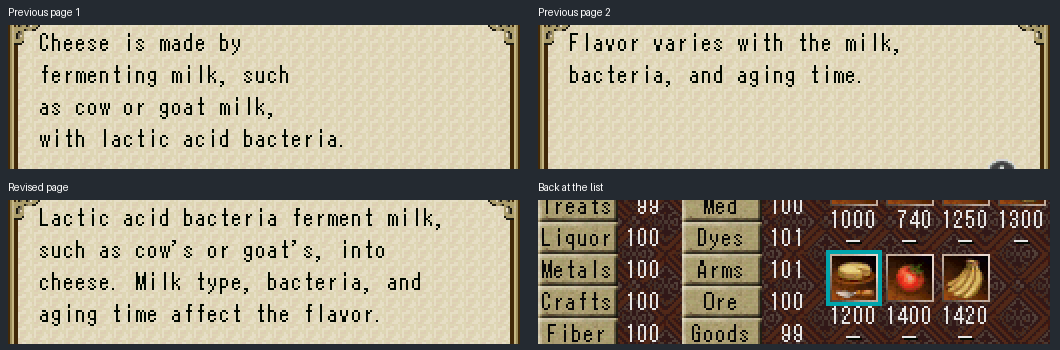 Previous page 1
Cheese is made by
fermenting milk, such
as cow or goat milk,
with lactic acid bacteria.
Previous page 2
Flavor varies with the milk,
bacteria, and aging time.
Revised page
Lactic acid bacteria ferment milk,
such as cow's or goat's, into
cheese. Milk type, bacteria, and
aging time affect the flavor.
Back at the list
Treats 99 Med 100
1000 740 1250 1300
Liquor 100 Dyes 101
Metals 100 Arms 101
Crafts 100 Ore 100
1200 1400 1420
Fiber 100 Goods 99